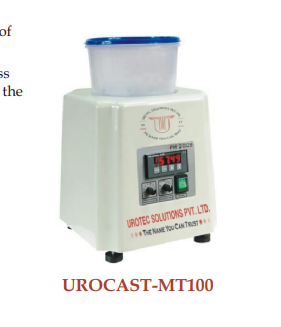 of
ss
the
UROTEC SOLUTIONS PVT. LTD.
THE NAME YOU CAN TRUST
UROCAST-MT100